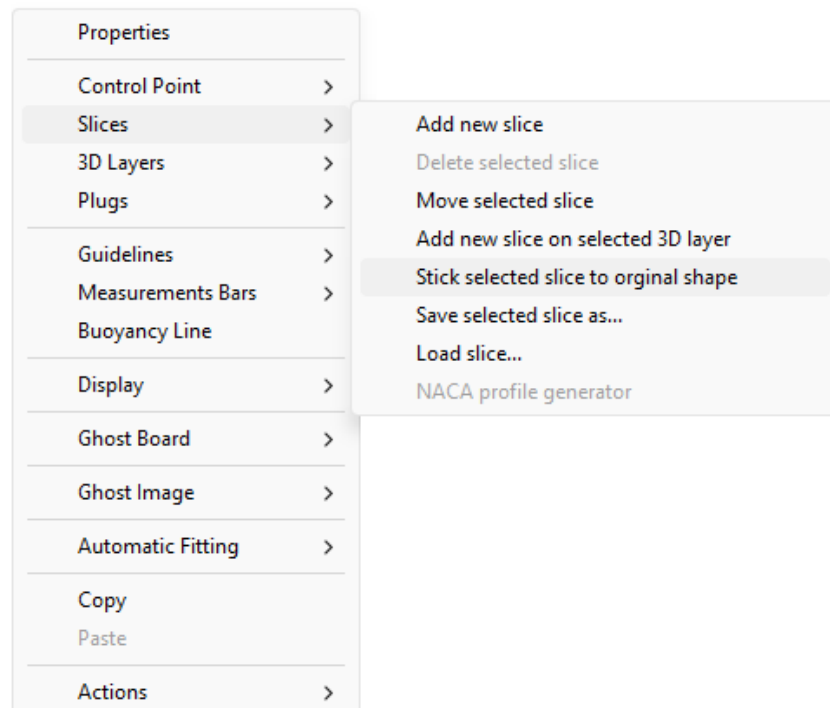 Properties
Control Point
Slices
3D Layers
Plugs
Guidelines
Measurements Bars
Buoyancy Line
Display
Ghost Board
Ghost Image
Automatic Fitting
Copy
Paste
Actions
Add new slice
Delete selected slice
Move selected slice
Add new slice on selected 3D layer
Stick selected slice to orginal shape
Save selected slice as...
Load slice...
NACA profile generator